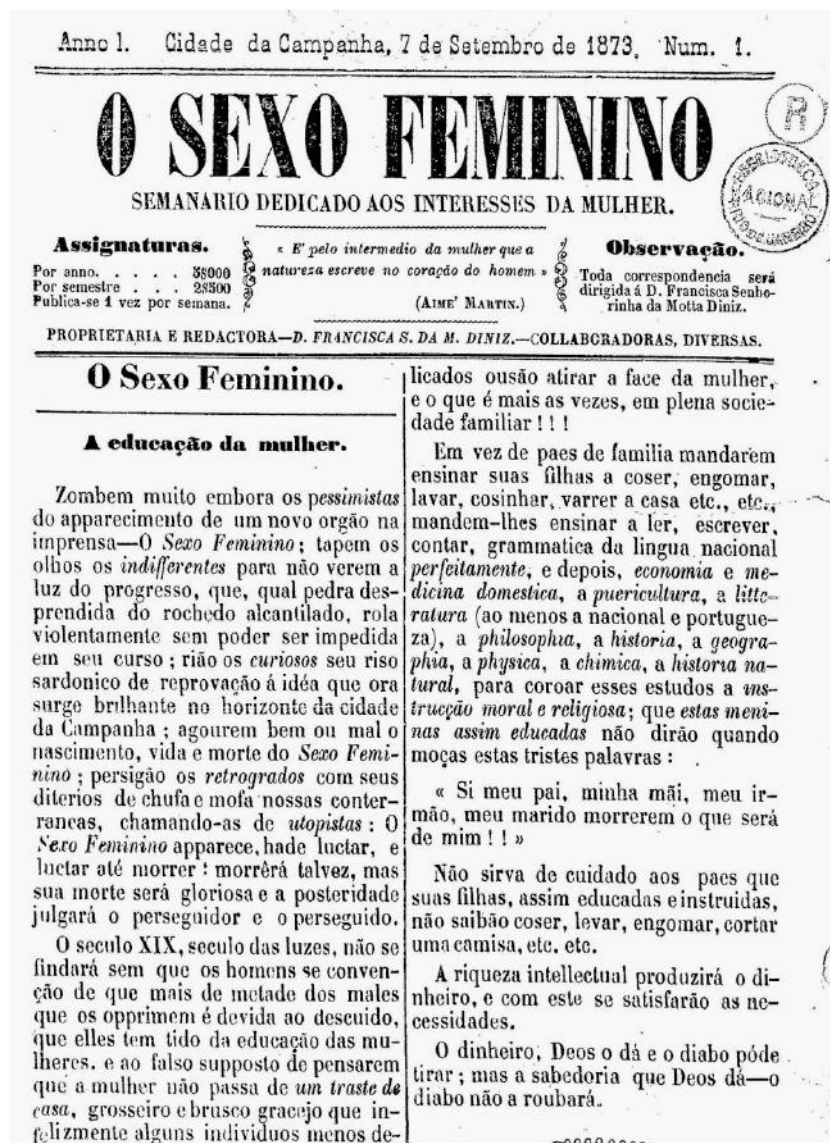 Anno 1. Cidade da Campanha, 7 de Setembro de 1873. Num. 1.
O SEXO FEMININO
SEMANARIO DEDICADO AOS INTERESSES DA MULHER.
Assignaturas.
Por anno. . . . . 5$000
Por semestre . . . 2$500
Publica-se 1 vez por semana.
« E' pelo intermedio da mulher que a
natureza escreve no coração do homem »
(AIME' MARTIN.)
Observação.
Toda correspondencia será
dirigida á D. Francisca Senho-
rinha da Motta Diniz.
R
NACIONAL
RIO DE JANEIRO
PROPRIETARIA E REDACTORA—D. FRANCISCA S. DA M. DINIZ.—COLLABORADORAS, DIVERSAS.
O Sexo Feminino.
A educação da mulher.
Zombem muito embora os pessimistas
do apparecimento de um novo orgão na
imprensa—O Sexo Feminino; tapem os
olhos os indifferentes para não verem a
luz do progresso, que, qual pedra des-
prendida do rochedo alcantilado, rola
violentamente sem poder ser impedida
em seu curso ; rião os curiosos seu riso
sardonico de reprovação á idéa que ora
surge brilhante no horizonte da cidade
da Campanha ; agourem bem ou mal o
nascimento, vida e morte do Sexo Femi-
nino ; persigão os retrogrados com seus
diterios de chufa e mofa nossas conter-
raneas, chamando-as de utopistas : O
Sexo Feminino apparece, hade luctar, e
luctar até morrer : morrêrá talvez, mas
sua morte será gloriosa e a posteridade
julgará o perseguidor e o perseguido.
O seculo XIX, seculo das luzes, não se
findará sem que os homens se conven-
ção de que mais de metade dos males
que os opprimem é devida ao descuido,
que elles tem tido da educação das mu-
lheres, e ao falso supposto de pensarem
que a mulher não passa de um traste de
casa, grosseiro e brusco gracejo que in-
felizmente alguns individuos menos de-
licados ousão atirar a face da mulher,
e o que é mais as vezes, em plena socie-
dade familiar ! ! !
Em vez de paes de familia mandarem
ensinar suas filhas a coser, engomar,
lavar, cosinhar, varrer a casa etc., etc.,
mandem-lhes ensinar a ler, escrever,
contar, grammatica da lingua nacional
perfeitamente, e depois, economia e me-
dicina domestica, a puericultura, a litte-
ratura (ao menos a nacional e portugue-
za), a philosophia, a historia, a geogra-
phia, a physica, a chimica, a historia na-
tural, para coroar esses estudos a ins-
trucção moral e religiosa; que estas meni-
nas assim educadas não dirão quando
moças estas tristes palavras :
« Si meu pai, minha mãi, meu ir-
mão, meu marido morrerem o que será
de mim ! ! »
Não sirva de cuidado aos paes que
suas filhas, assim educadas e instruidas,
não saibão coser, levar, engomar, cortar
uma camisa, etc. etc.
A riqueza intellectual produzirá o di-
nheiro, e com este se satisfarão as ne-
cessidades.
O dinheiro, Deos o dá e o diabo póde
tirar ; mas a sabedoria que Deos dá—o
diabo não a roubará.